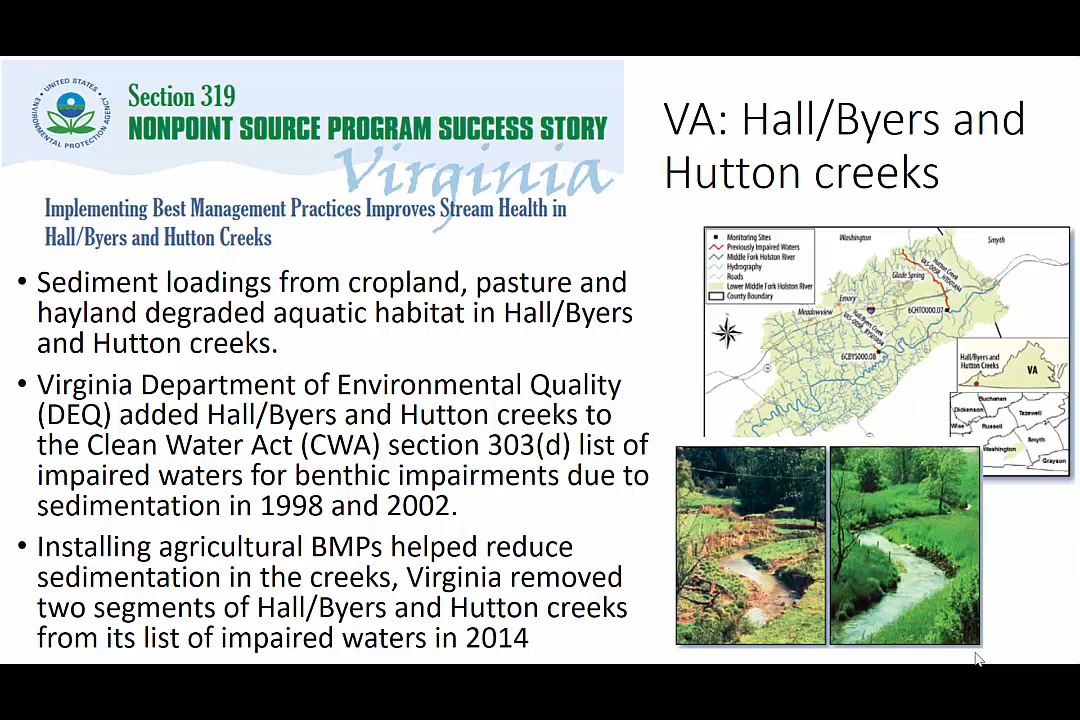 UNITED STATES
ENVIRONMENTAL PROTECTION AGENCY
Section 319
NONPOINT SOURCE PROGRAM SUCCESS STORY
Virginia
Implementing Best Management Practices Improves Stream Health in
Hall/Byers and Hutton Creeks
• Sediment loadings from cropland, pasture and
hayland degraded aquatic habitat in Hall/Byers
and Hutton creeks.
• Virginia Department of Environmental Quality
(DEQ) added Hall/Byers and Hutton creeks to
the Clean Water Act (CWA) section 303(d) list of
impaired waters for benthic impairments due to
sedimentation in 1998 and 2002.
• Installing agricultural BMPs helped reduce
sedimentation in the creeks, Virginia removed
two segments of Hall/Byers and Hutton creeks
from its list of impaired waters in 2014
VA: Hall/Byers and
Hutton creeks
Monitoring Sites
Previously Impaired Waters
Middle Fork Holston River
Hydrography
Roads
Lower Middle Fork Holston River
County Boundary
Washington
Smyth
Glade Spring
Hutton Creek
Emory
Meadowview
6CHTO000.07
Hall/Byers Creek
6CBYS000.08
Hall/Byers and
Hutton Creeks
VA
Buchanan
Dickenson
Tazewell
Wise
Russell
Smyth
Washington
Grayson